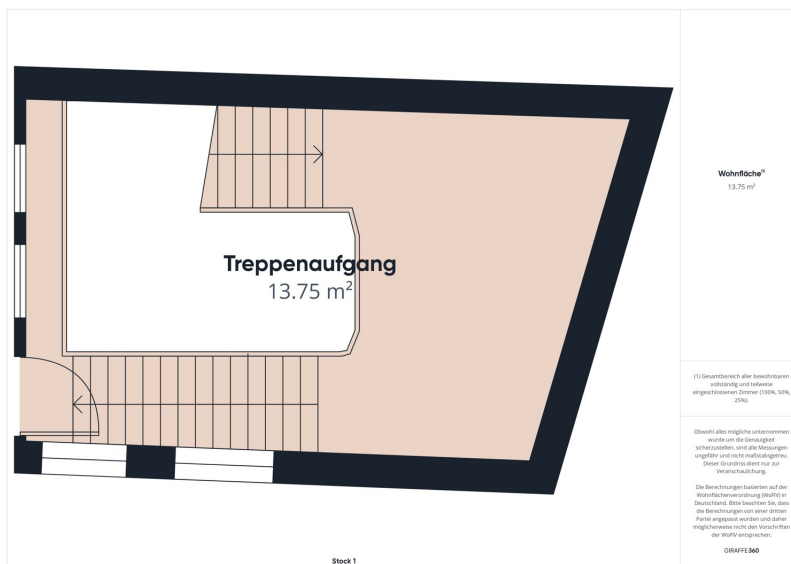 Treppenaufgang
13.75 m²
Wohnfläche⁽¹⁾
13.75 m²
(1) Gesamtbereich aller bewohnbaren
vollständig und teilweise
eingeschlossenen Zimmer (100%, 50%,
25%).
Obwohl alles mögliche unternommen
wurde um die Genauigkeit
sicherzustellen, sind alle Messungen
ungefähr und nicht maßstabsgetreu.
Dieser Grundriss dient nur zur
Veranschaulichung.
Die Berechnungen basierten auf der
Wohnflächenverordnung (WoFlV) in
Deutschland. Bitte beachten Sie, dass
die Berechnungen von einer dritten
Partei angepasst wurden und daher
möglicherweise nicht den Vorschriften
der WoFlV entsprechen.
GIRAFFE360
Stock 1